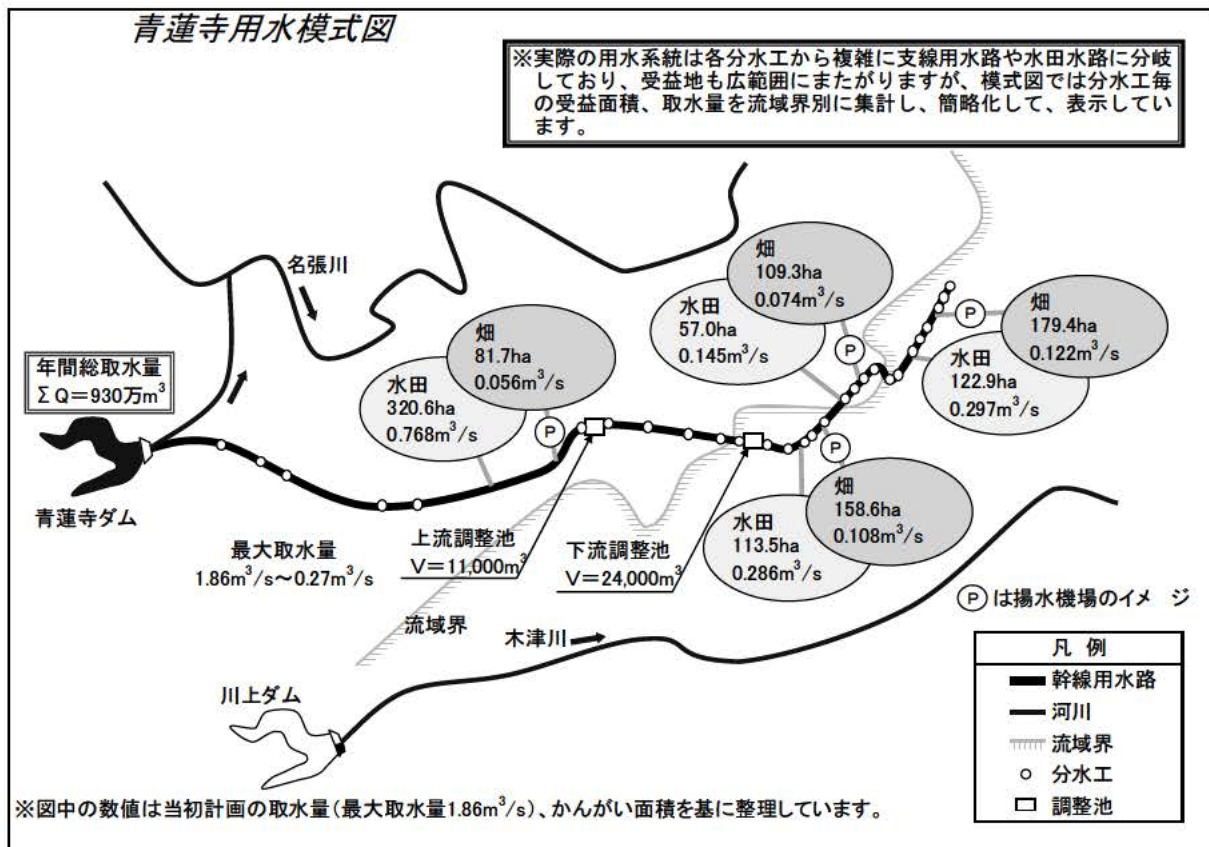 青蓮寺用水模式図
※実際の用水系統は各分水工から複雑に支線用水路や水田水路に分岐
しており、受益地も広範囲にまたがりますが、模式図では分水工毎
の受益面積、取水量を流域界別に集計し、簡略化して、表示してい
ます。
名張川
年間総取水量
ΣQ=930万m³
青蓮寺ダム
水田
320.6ha
0.768m³/s
畑
81.7ha
0.056m³/s
P
水田
57.0ha
0.145m³/s
畑
109.3ha
0.074m³/s
P
P
畑
179.4ha
0.122m³/s
水田
122.9ha
0.297m³/s
P
畑
158.6ha
0.108m³/s
水田
113.5ha
0.286m³/s
最大取水量
1.86m³/s~0.27m³/s
上流調整池
V=11,000m³
下流調整池
V=24,000m³
流域界
木津川
川上ダム
Pは揚水機場のイメージ
凡例
幹線用水路
河川
流域界
分水工
調整池
※図中の数値は当初計画の取水量(最大取水量1.86m³/s)、かんがい面積を基に整理しています。